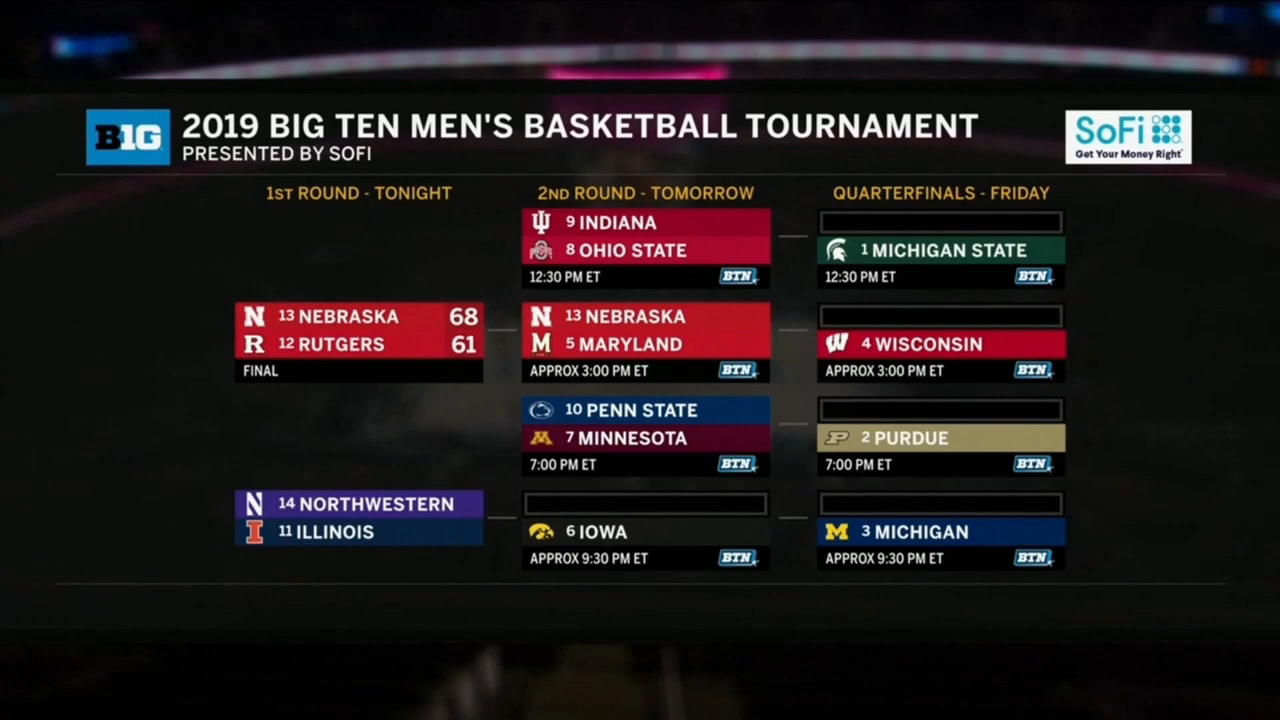 B1G
2019 BIG TEN MEN'S BASKETBALL TOURNAMENT
PRESENTED BY SOFI
SoFi
Get Your Money Right
1ST ROUND - TONIGHT
2ND ROUND - TOMORROW
QUARTERFINALS - FRIDAY
9 INDIANA
8 OHIO STATE
1 MICHIGAN STATE
12:30 PM ET BTN
12:30 PM ET BTN
N 13 NEBRASKA 68
R 12 RUTGERS 61
FINAL
N 13 NEBRASKA
M 5 MARYLAND
APPROX 3:00 PM ET BTN
W 4 WISCONSIN
APPROX 3:00 PM ET BTN
10 PENN STATE
M 7 MINNESOTA
7:00 PM ET BTN
P 2 PURDUE
7:00 PM ET BTN
N 14 NORTHWESTERN
I 11 ILLINOIS
6 IOWA
APPROX 9:30 PM ET BTN
M 3 MICHIGAN
APPROX 9:30 PM ET BTN